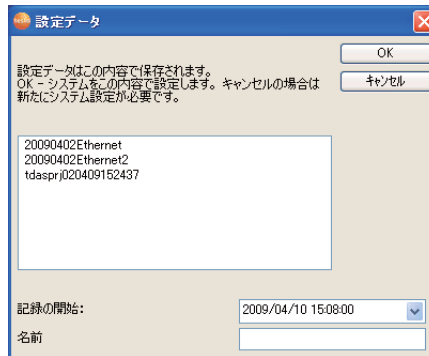 設定データ
OK
設定データはこの内容で保存されます。
OK - システムをこの内容で設定します。キャンセルの場合は
新たにシステム設定が必要です。
キャンセル
20090402Ethernet
20090402Ethernet2
tdasprj020409152437
記録の開始:
2009/04/10 15:08:00
名前